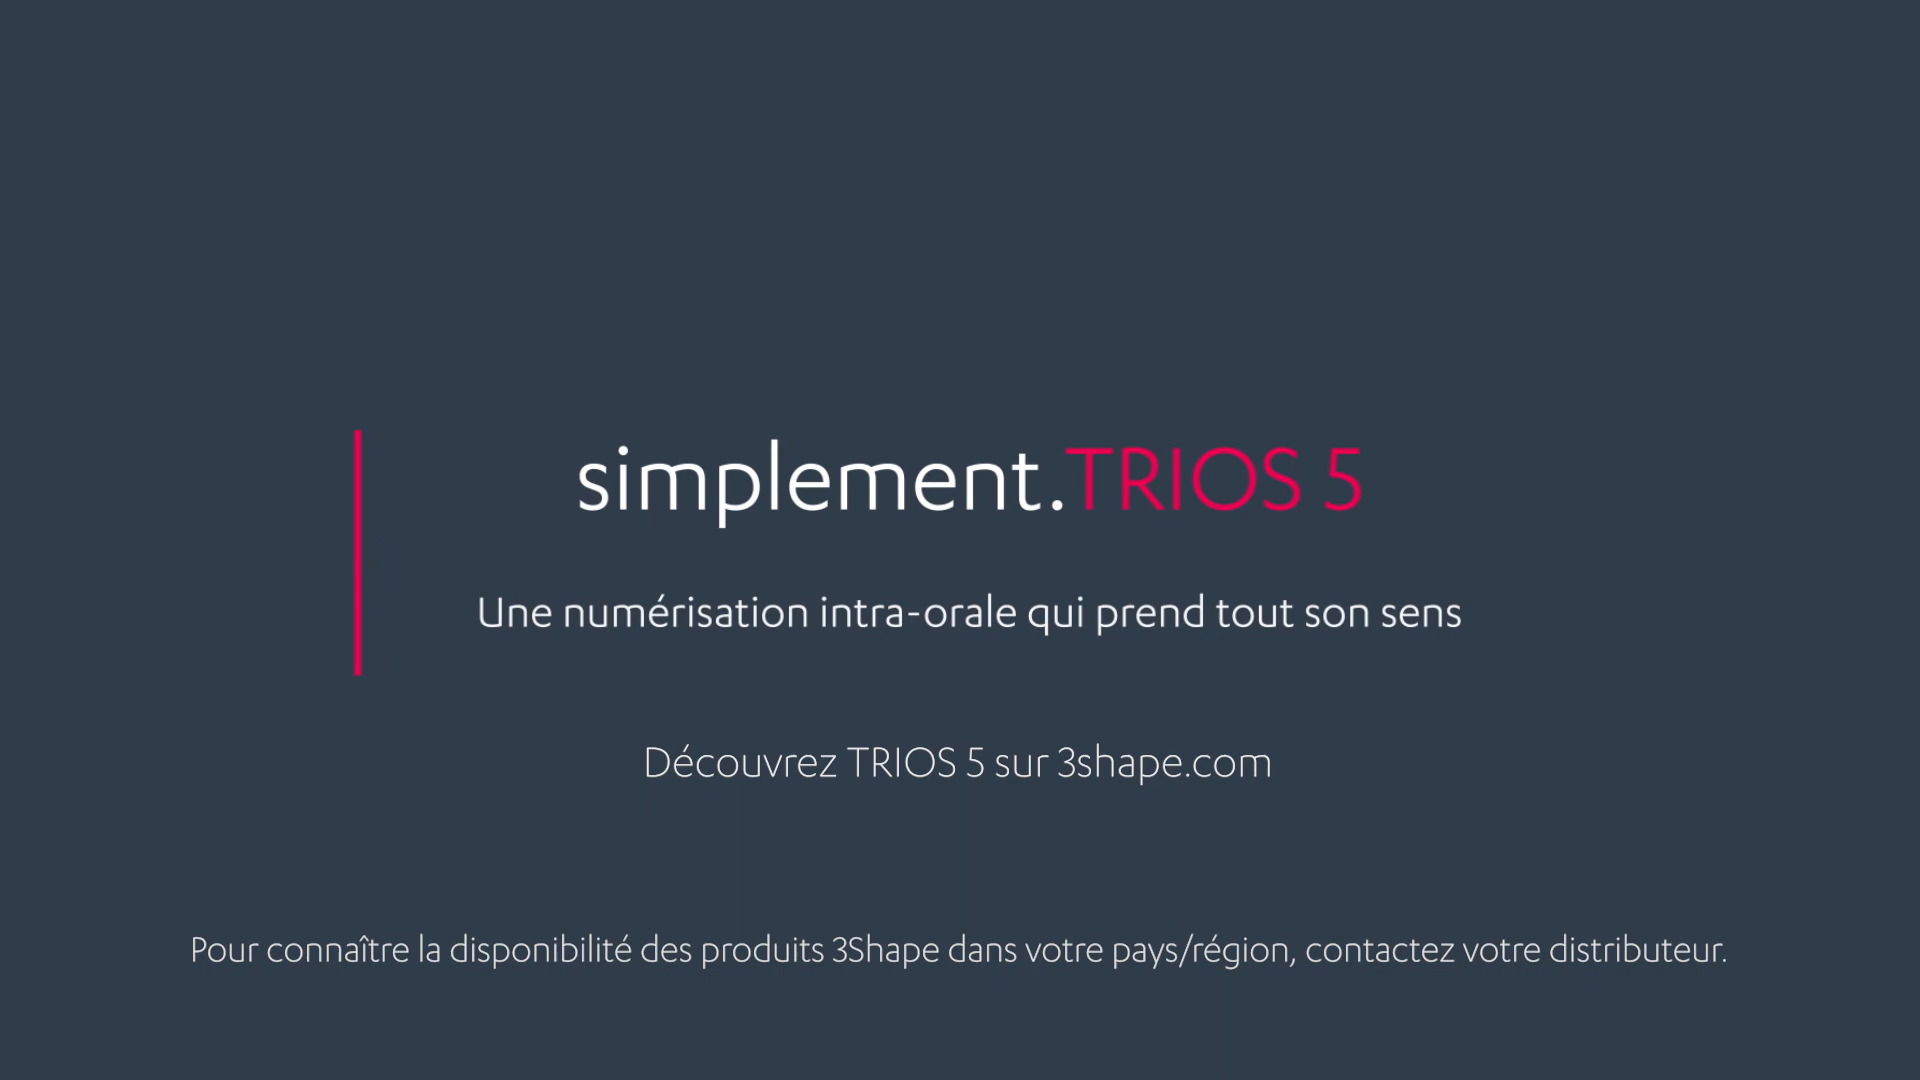 simplement.TRIOS 5
Une numérisation intra-orale qui prend tout son sens
Découvrez TRIOS 5 sur 3shape.com
Pour connaître la disponibilité des produits 3Shape dans votre pays/région, contactez votre distributeur.